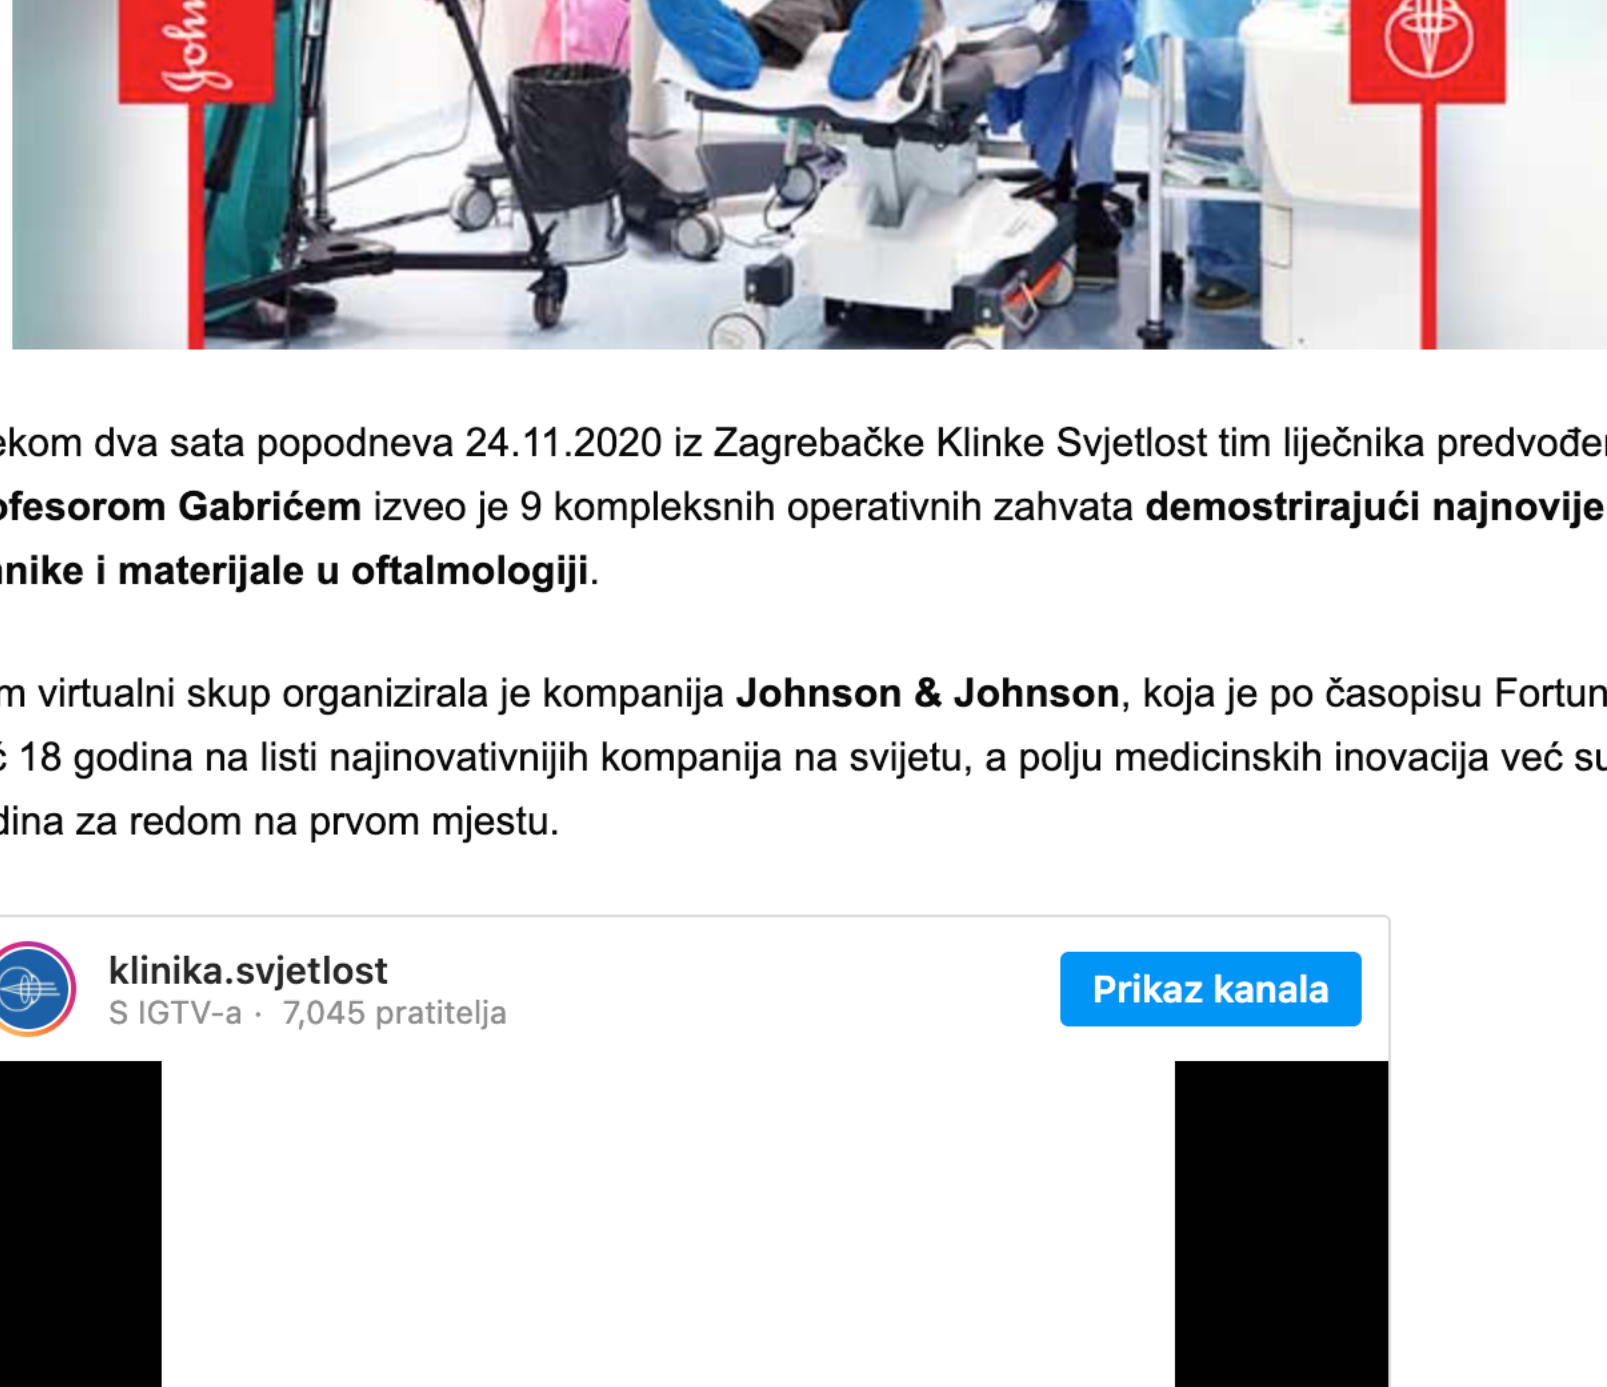 John
ekom dva sata popodneva 24.11.2020 iz Zagrebačke Klinke Svjetlost tim liječnika predvođe
ofesorom Gabrićem izveo je 9 kompleksnih operativnih zahvata demostrirajući najnovije
nike i materijale u oftalmologiji.
m virtualni skup organizirala je kompanija Johnson & Johnson, koja je po časopisu Fortun
ć 18 godina na listi najinovativnijih kompanija na svijetu, a polju medicinskih inovacija već su
dina za redom na prvom mjestu.
klinika.svjetlost
S IGTV-a · 7,045 pratitelja
Prikaz kanala